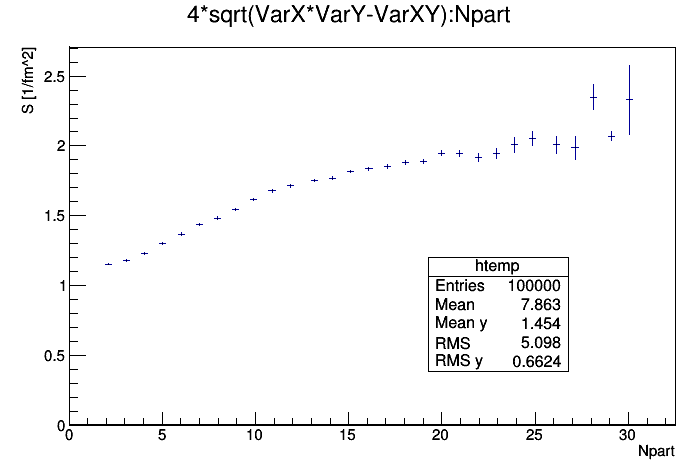 4*sqrt(VarX*VarY-VarXY):Npart
S [1/fm^2]
2.5
2
1.5
1
0.5
0
htemp
Entries 100000
Mean 7.863
Mean y 1.454
RMS 5.098
RMS y 0.6624
0 5 10 15 20 25 30
Npart